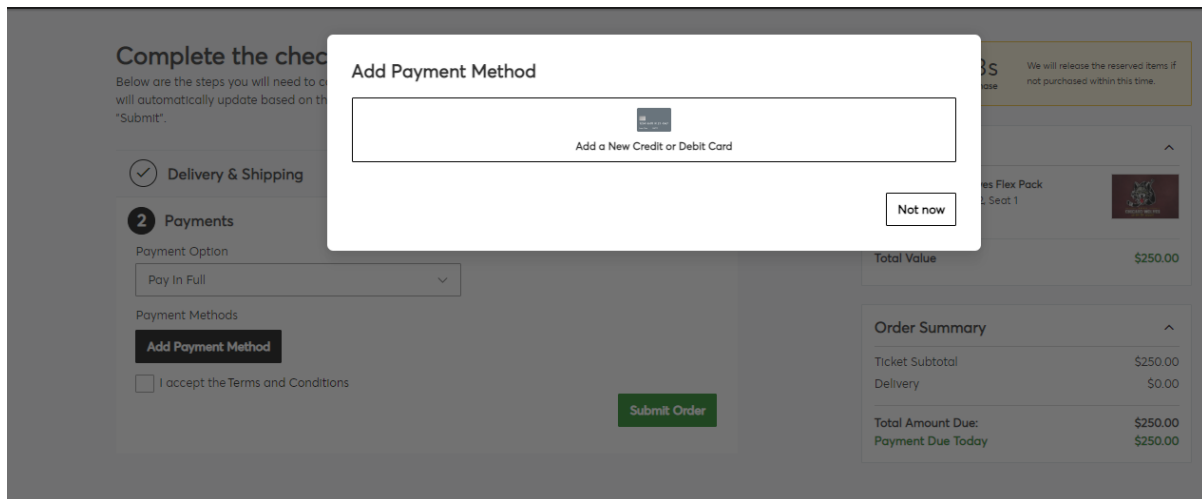 Complete the chec
Below are the steps you will need to c
will automatically update based on th
"Submit".
Delivery & Shipping
2 Payments
Payment Option
Pay In Full
Payment Methods
Add Payment Method
I accept the Terms and Conditions
Submit Order
Add Payment Method
Add a New Credit or Debit Card
Not now
s
We will release the reserved items if
not purchased within this time.
es Flex Pack
Seat 1
Total Value $250.00
Order Summary
Ticket Subtotal $250.00
Delivery $0.00
Total Amount Due: $250.00
Payment Due Today $250.00